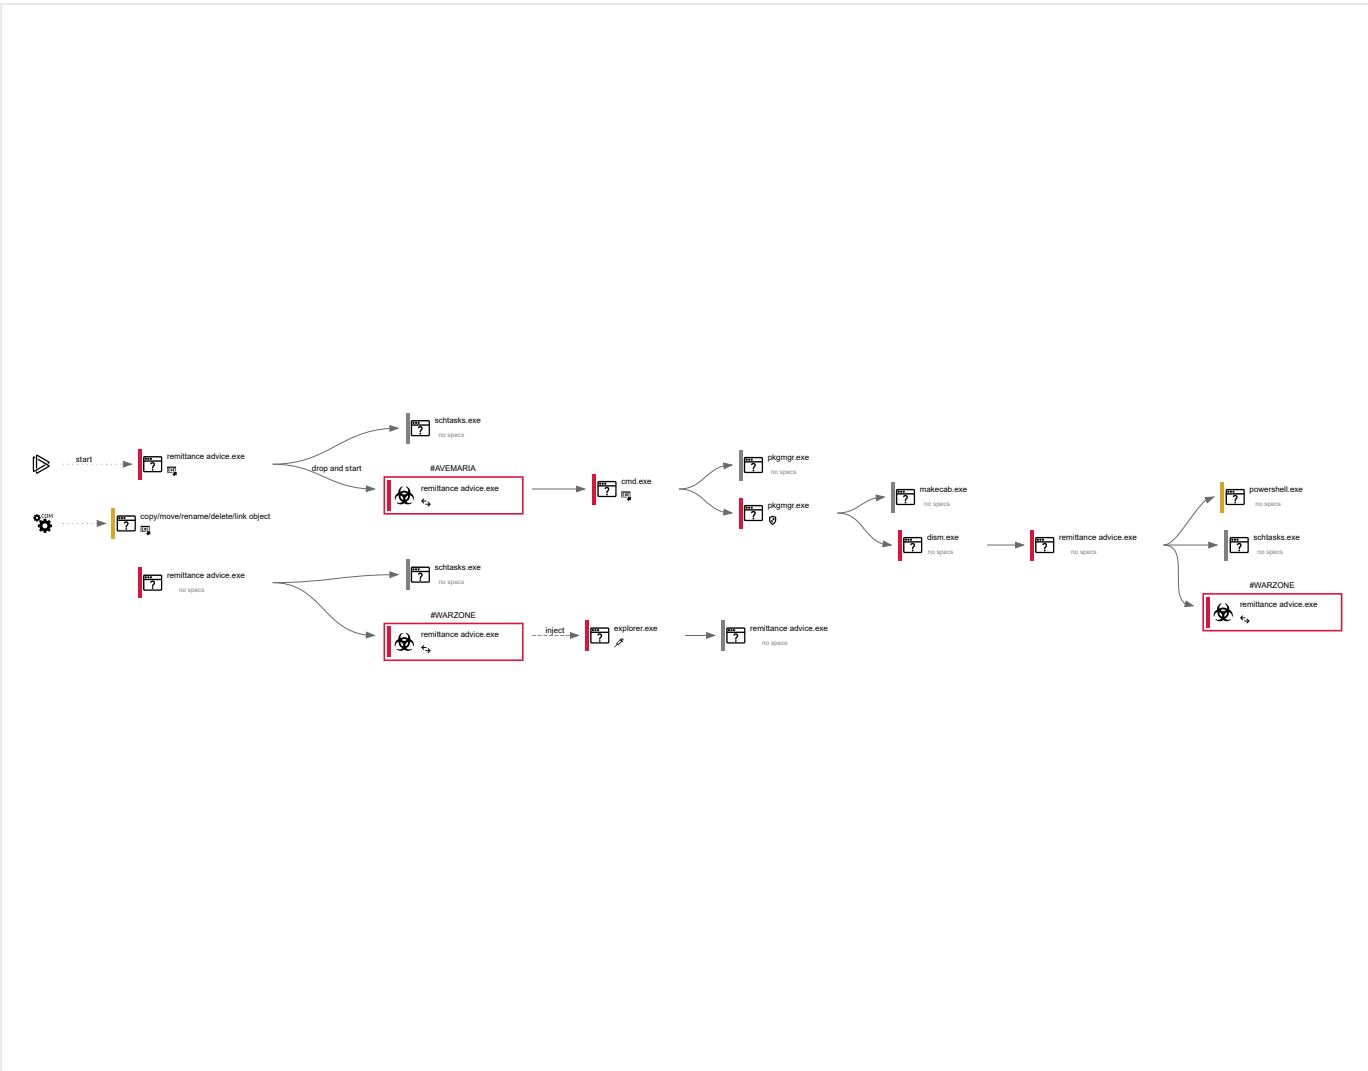 schtasks.exe
no specs
start
remittance advice.exe
drop and start
#AVEMARIA
remittance advice.exe
cmd.exe
pkgmgr.exe
no specs
pkgmgr.exe
makecab.exe
no specs
dism.exe
no specs
remittance advice.exe
no specs
powershell.exe
no specs
schtasks.exe
no specs
#WARZONE
remittance advice.exe
COM
copy/move/rename/delete/link object
remittance advice.exe
no specs
schtasks.exe
no specs
#WARZONE
remittance advice.exe
inject
explorer.exe
remittance advice.exe
no specs